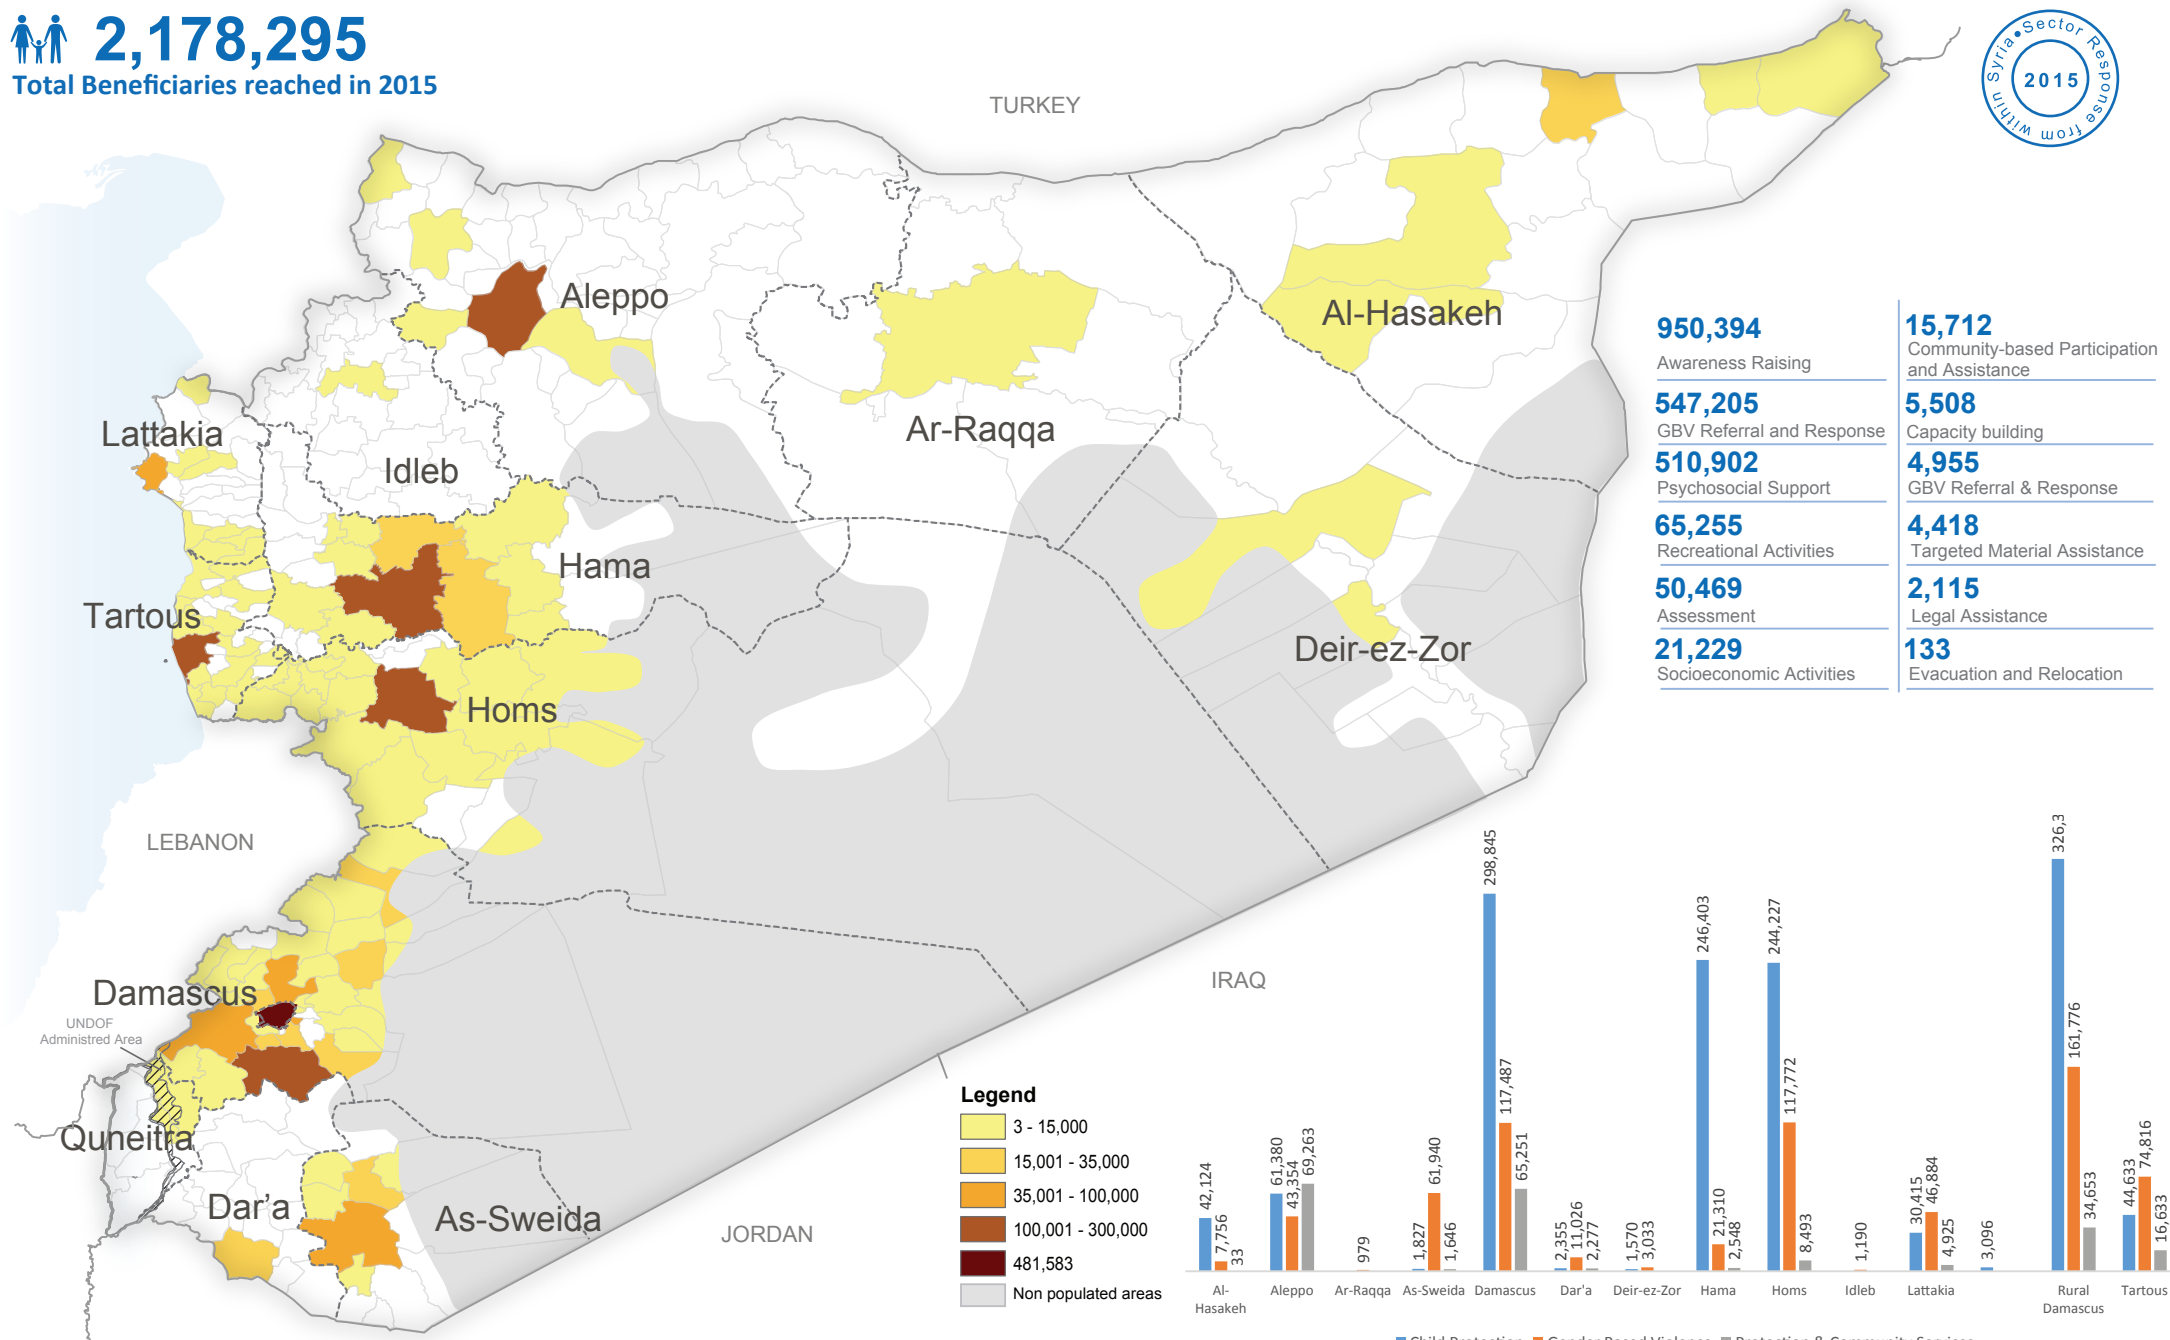 2,178,295
Total Beneficiaries reached in 2015
Syria • Sector Response from within
2015
TURKEY
Aleppo
Al-Hasakeh
Ar-Raqqa
Lattakia
Idleb
Hama
Tartous
Deir-ez-Zor
Homs
LEBANON
IRAQ
Damascus
UNDOF
Administred Area
Quneitra
Dar'a
As-Sweida
JORDAN
950,394
Awareness Raising
547,205
GBV Referral and Response
510,902
Psychosocial Support
65,255
Recreational Activities
50,469
Assessment
21,229
Socioeconomic Activities
15,712
Community-based Participation
and Assistance
5,508
Capacity building
4,955
GBV Referral & Response
4,418
Targeted Material Assistance
2,115
Legal Assistance
133
Evacuation and Relocation
Legend
3 - 15,000
15,001 - 35,000
35,001 - 100,000
100,001 - 300,000
481,583
Non populated areas
42,124
7,756
33
61,380
43,354
69,263
979
1,827
61,940
1,646
298,845
117,487
65,251
2,355
11,026
2,277
1,570
3,033
246,403
21,310
2,548
244,227
117,772
8,493
1,190
30,415
46,884
4,925
3,096
326,3
161,776
34,653
44,633
74,816
16,633
Al-
Hasakeh
Aleppo
Ar-Raqqa
As-Sweida
Damascus
Dar'a
Deir-ez-Zor
Hama
Homs
Idleb
Lattakia
Rural
Damascus
Tartous
Child Protection
Gender Based Violence
Protection & Community Services